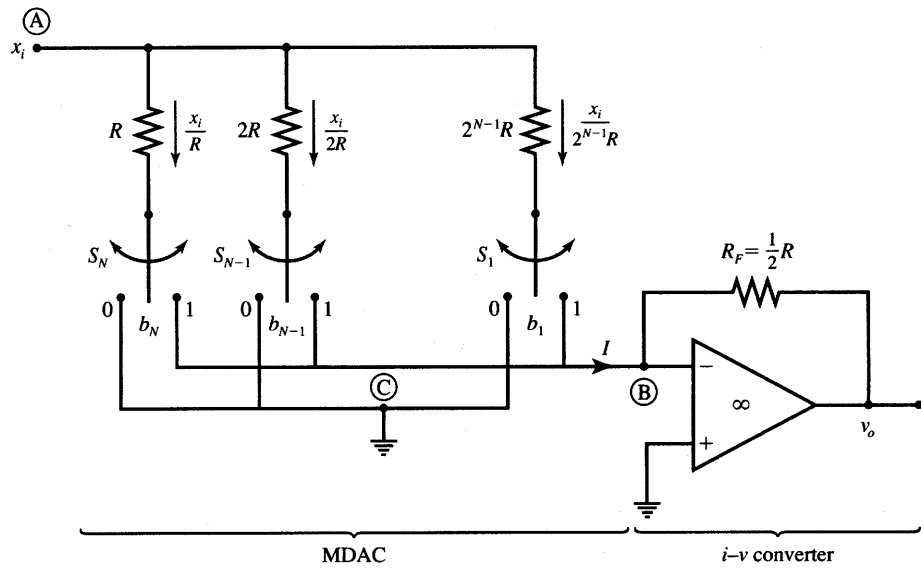 A
x_i
R
x_i/R
2R
x_i/2R
2^{N-1}R
x_i/2^{N-1}R
S_N
S_{N-1}
S_1
R_F = 1/2 R
0 b_N 1
0 b_{N-1} 1
0 b_1 1
I
C
B
−
∞
+
v_o
MDAC
i–v converter